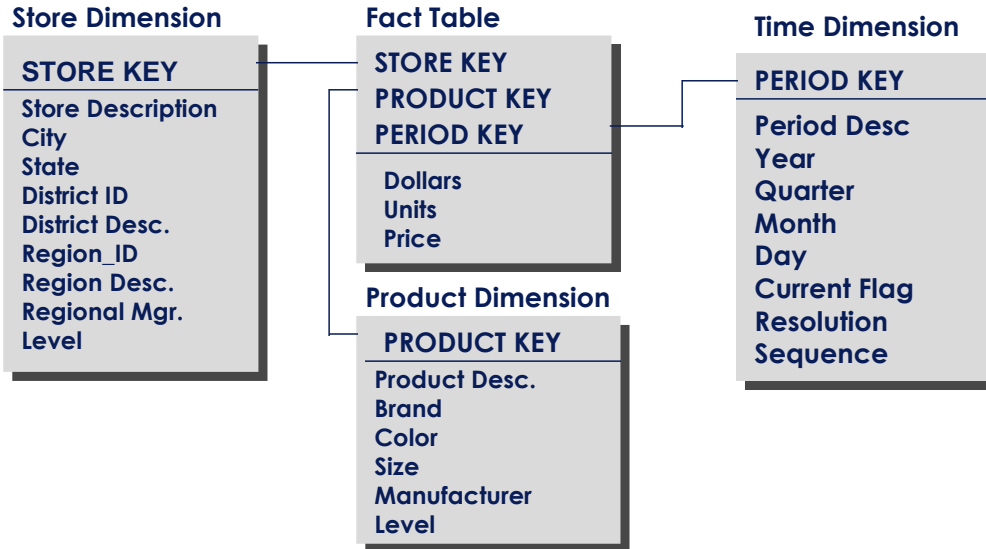 Store Dimension
STORE KEY
Store Description
City
State
District ID
District Desc.
Region_ID
Region Desc.
Regional Mgr.
Level
Fact Table
STORE KEY
PRODUCT KEY
PERIOD KEY
Dollars
Units
Price
Product Dimension
PRODUCT KEY
Product Desc.
Brand
Color
Size
Manufacturer
Level
Time Dimension
PERIOD KEY
Period Desc
Year
Quarter
Month
Day
Current Flag
Resolution
Sequence